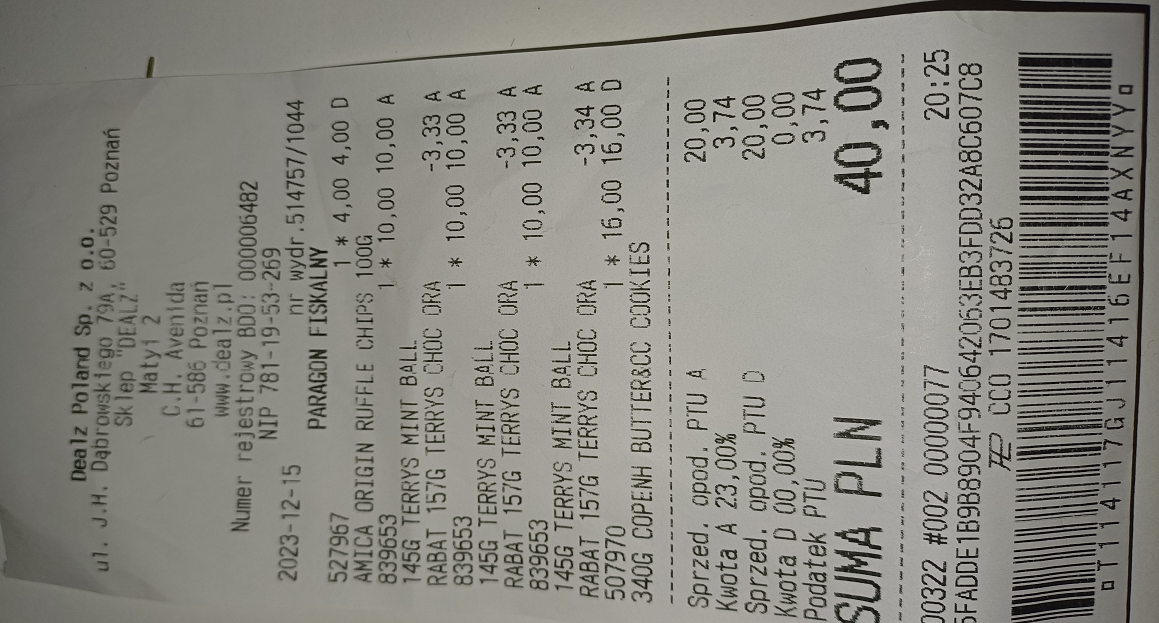 Dealz Poland Sp. z o.o.
ul. J.H. Dąbrowskiego 79A, 60-529 Poznań
Sklep "DEALZ"
Matyi 2
C.H. Avenida
61-586 Poznań
www.dealz.pl
Numer rejestrowy BDO: 000006482
NIP 781-19-53-269
2023-12-15 nr wydr.514757/1044
PARAGON FISKALNY
527967 1 * 4,00 4,00 D
AMICA ORIGIN RUFFLE CHIPS 100G
839653 1 * 10,00 10,00 A
145G TERRYS MINT BALL
RABAT 157G TERRYS CHOC ORA -3,33 A
839653 1 * 10,00 10,00 A
145G TERRYS MINT BALL
RABAT 157G TERRYS CHOC ORA -3,33 A
839653 1 * 10,00 10,00 A
145G TERRYS MINT BALL
RABAT 157G TERRYS CHOC ORA -3,34 A
507970 1 * 16,00 16,00 D
340G COPENH BUTTER&CC COOKIES
Sprzed. opod. PTU A 20,00
Kwota A 23,00% 3,74
Sprzed. opod. PTU D 20,00
Kwota D 00,00% 0,00
Podatek PTU 3,74
SUMA PLN 40,00
00322 #002 00000077 20:25
5FADDE1B9B8904F940642053EB3FDD32A8C607C8
CCO 1701483726
T114117GJ11416EF14AXNYY